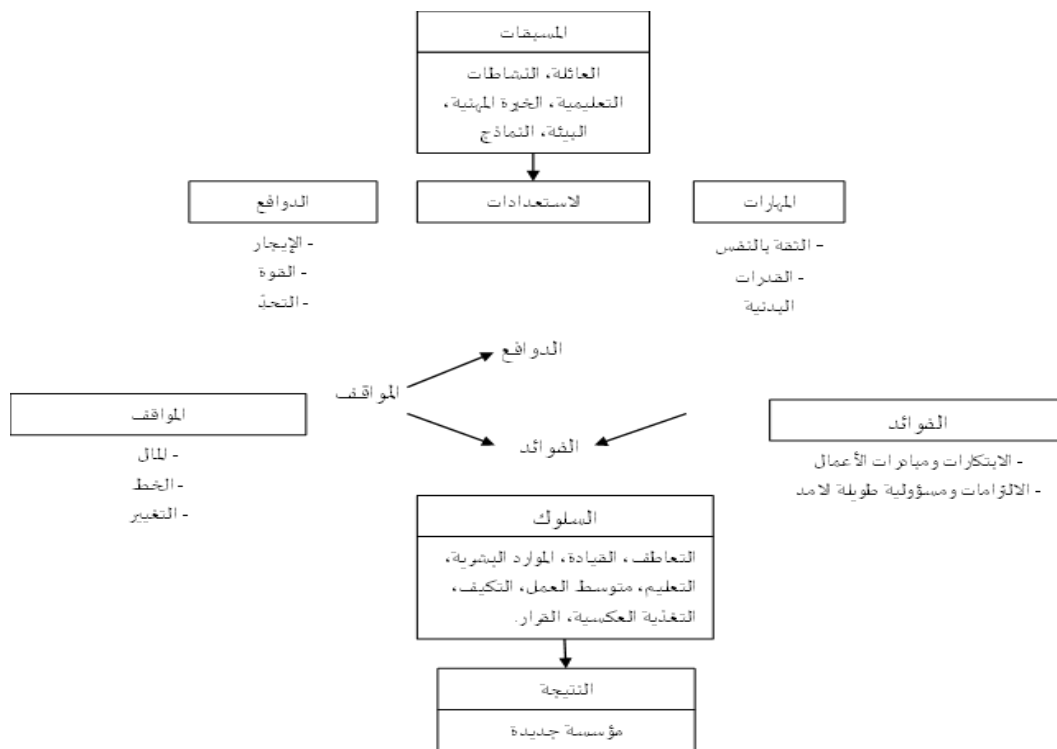 المسبقات
العائلة، النشاطات
التعليمية، الخبرة المهنية،
البيئة، النماذج
الدوافع
الاستعدادات
المهارات
- الإيجار
- القوة
- التحدّ
- الثقة بالنفس
- القدرات
البدنية
الدوافع
المواقف
الفوائد
المواقف
- المال
- الخط
- التغيير
الفوائد
- الابتكارات ومبادرات الأعمال
- الالتزامات ومسؤولية طويلة الامد
السلوك
التعاطف، القيادة، الموارد البشرية،
التعليم، متوسط العمل، التكيف،
التغذية العكسية، القرار.
النتيجة
مؤسسة جديدة